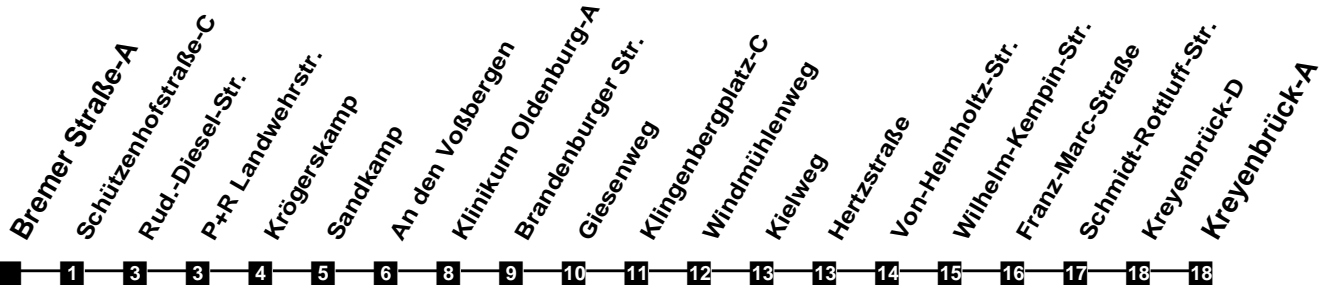 Bremer Straße-A
Schützenhofstraße-C
Rud.-Diesel-Str.
P+R Landwehrstr.
Krögerskamp
Sandkamp
An den Voßbergen
Klinikum Oldenburg-A
Brandenburger Str.
Giesenweg
Klingenbergplatz-C
Windmühlenweg
Kielweg
Hertzstraße
Von-Helmholtz-Str.
Wilhelm-Kempin-Str.
Franz-Marc-Straße
Schmidt-Rottluff-Str.
Kreyenbrück-D
Kreyenbrück-A
1 3 3 4 5 6 8 9 10 11 12 13 13 14 15 16 17 18 18